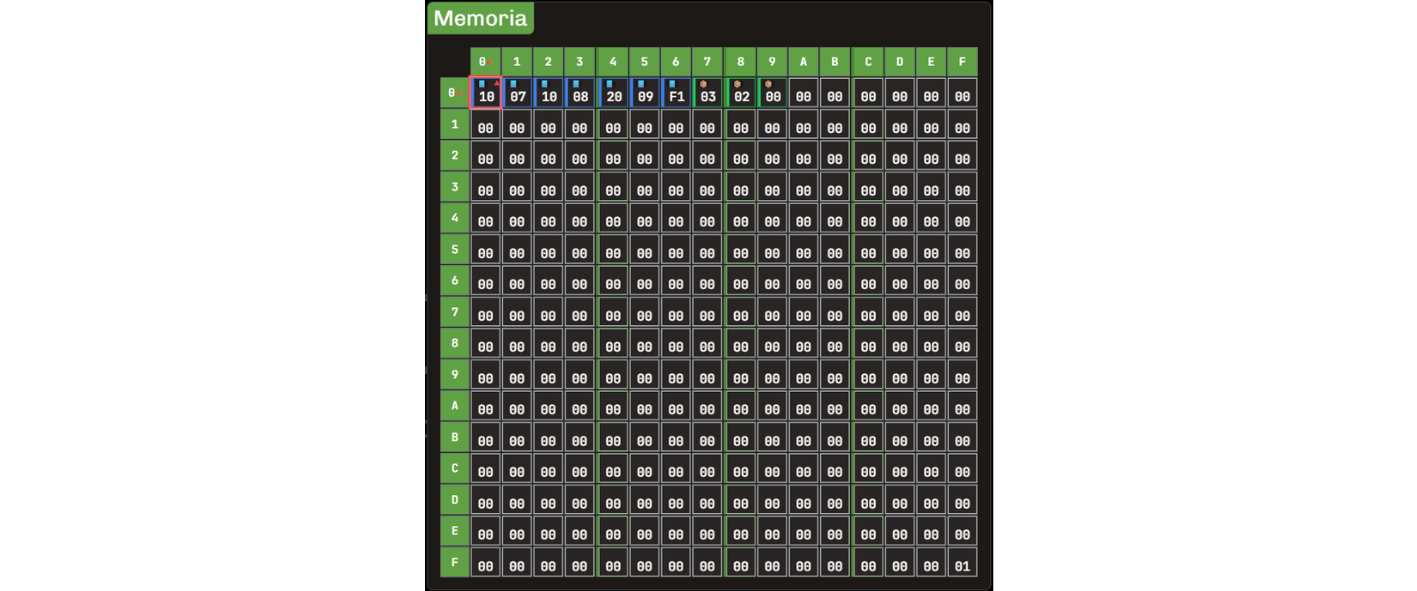 Memoria
0 1 2 3 4 5 6 7 8 9 A B C D E F
0 10 07 10 08 20 09 F1 03 02 00 00 00 00 00 00 00
1 00 00 00 00 00 00 00 00 00 00 00 00 00 00 00 00
2 00 00 00 00 00 00 00 00 00 00 00 00 00 00 00 00
3 00 00 00 00 00 00 00 00 00 00 00 00 00 00 00 00
4 00 00 00 00 00 00 00 00 00 00 00 00 00 00 00 00
5 00 00 00 00 00 00 00 00 00 00 00 00 00 00 00 00
6 00 00 00 00 00 00 00 00 00 00 00 00 00 00 00 00
7 00 00 00 00 00 00 00 00 00 00 00 00 00 00 00 00
8 00 00 00 00 00 00 00 00 00 00 00 00 00 00 00 00
9 00 00 00 00 00 00 00 00 00 00 00 00 00 00 00 00
A 00 00 00 00 00 00 00 00 00 00 00 00 00 00 00 00
B 00 00 00 00 00 00 00 00 00 00 00 00 00 00 00 00
C 00 00 00 00 00 00 00 00 00 00 00 00 00 00 00 00
D 00 00 00 00 00 00 00 00 00 00 00 00 00 00 00 00
E 00 00 00 00 00 00 00 00 00 00 00 00 00 00 00 00
F 00 00 00 00 00 00 00 00 00 00 00 00 00 00 00 01